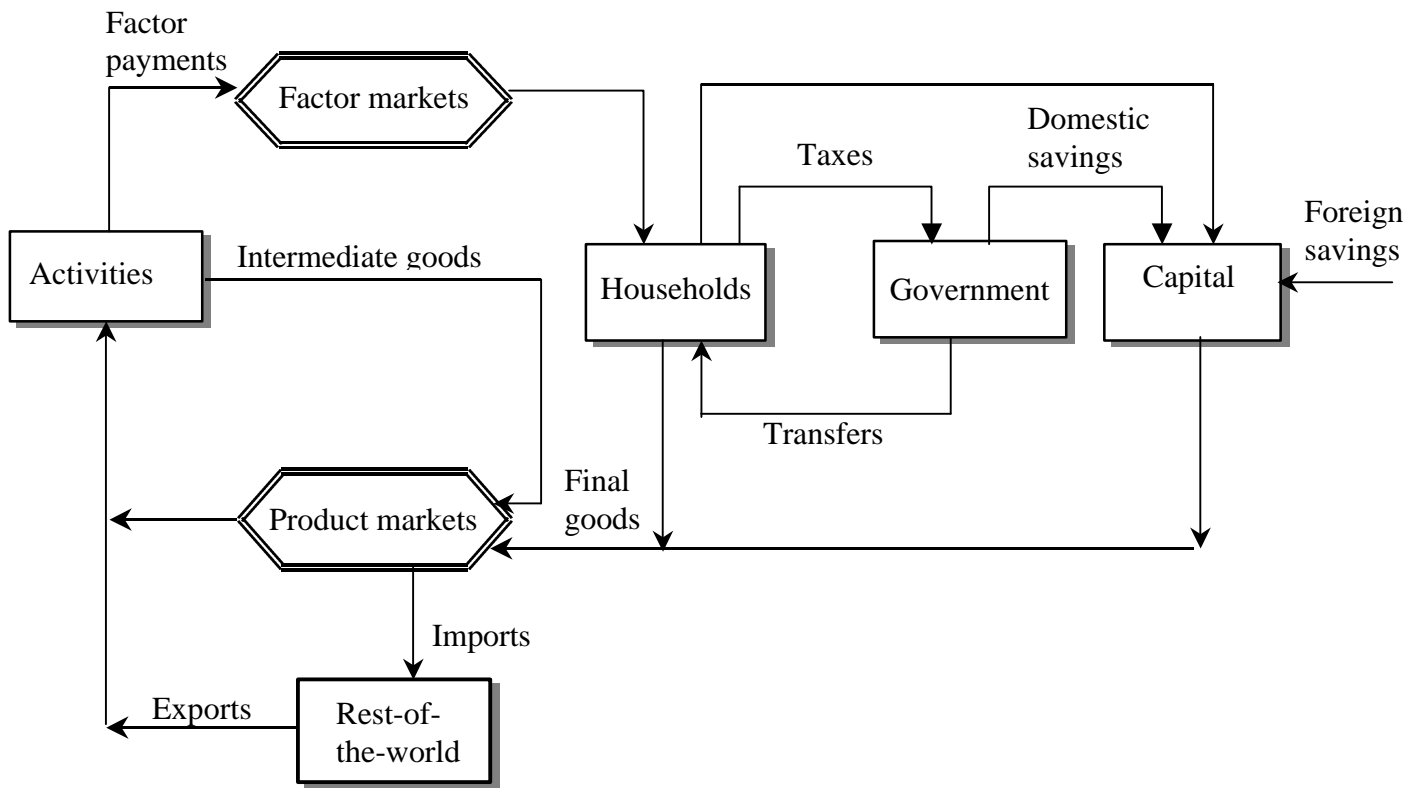 Factor
payments
Factor markets
Domestic
savings
Taxes
Foreign
savings
Activities
Intermediate goods
Households
Government
Capital
Transfers
Final
goods
Product markets
Imports
Exports
Rest-of-
the-world